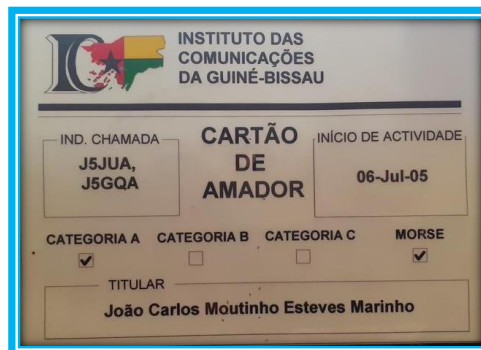 INSTITUTO DAS
COMUNICAÇÕES
DA GUINÉ-BISSAU
IND. CHAMADA
J5JUA,
J5GQA
CARTÃO
DE
AMADOR
INÍCIO DE ACTIVIDADE
06-Jul-05
CATEGORIA A CATEGORIA B CATEGORIA C MORSE
TITULAR
João Carlos Moutinho Esteves Marinho